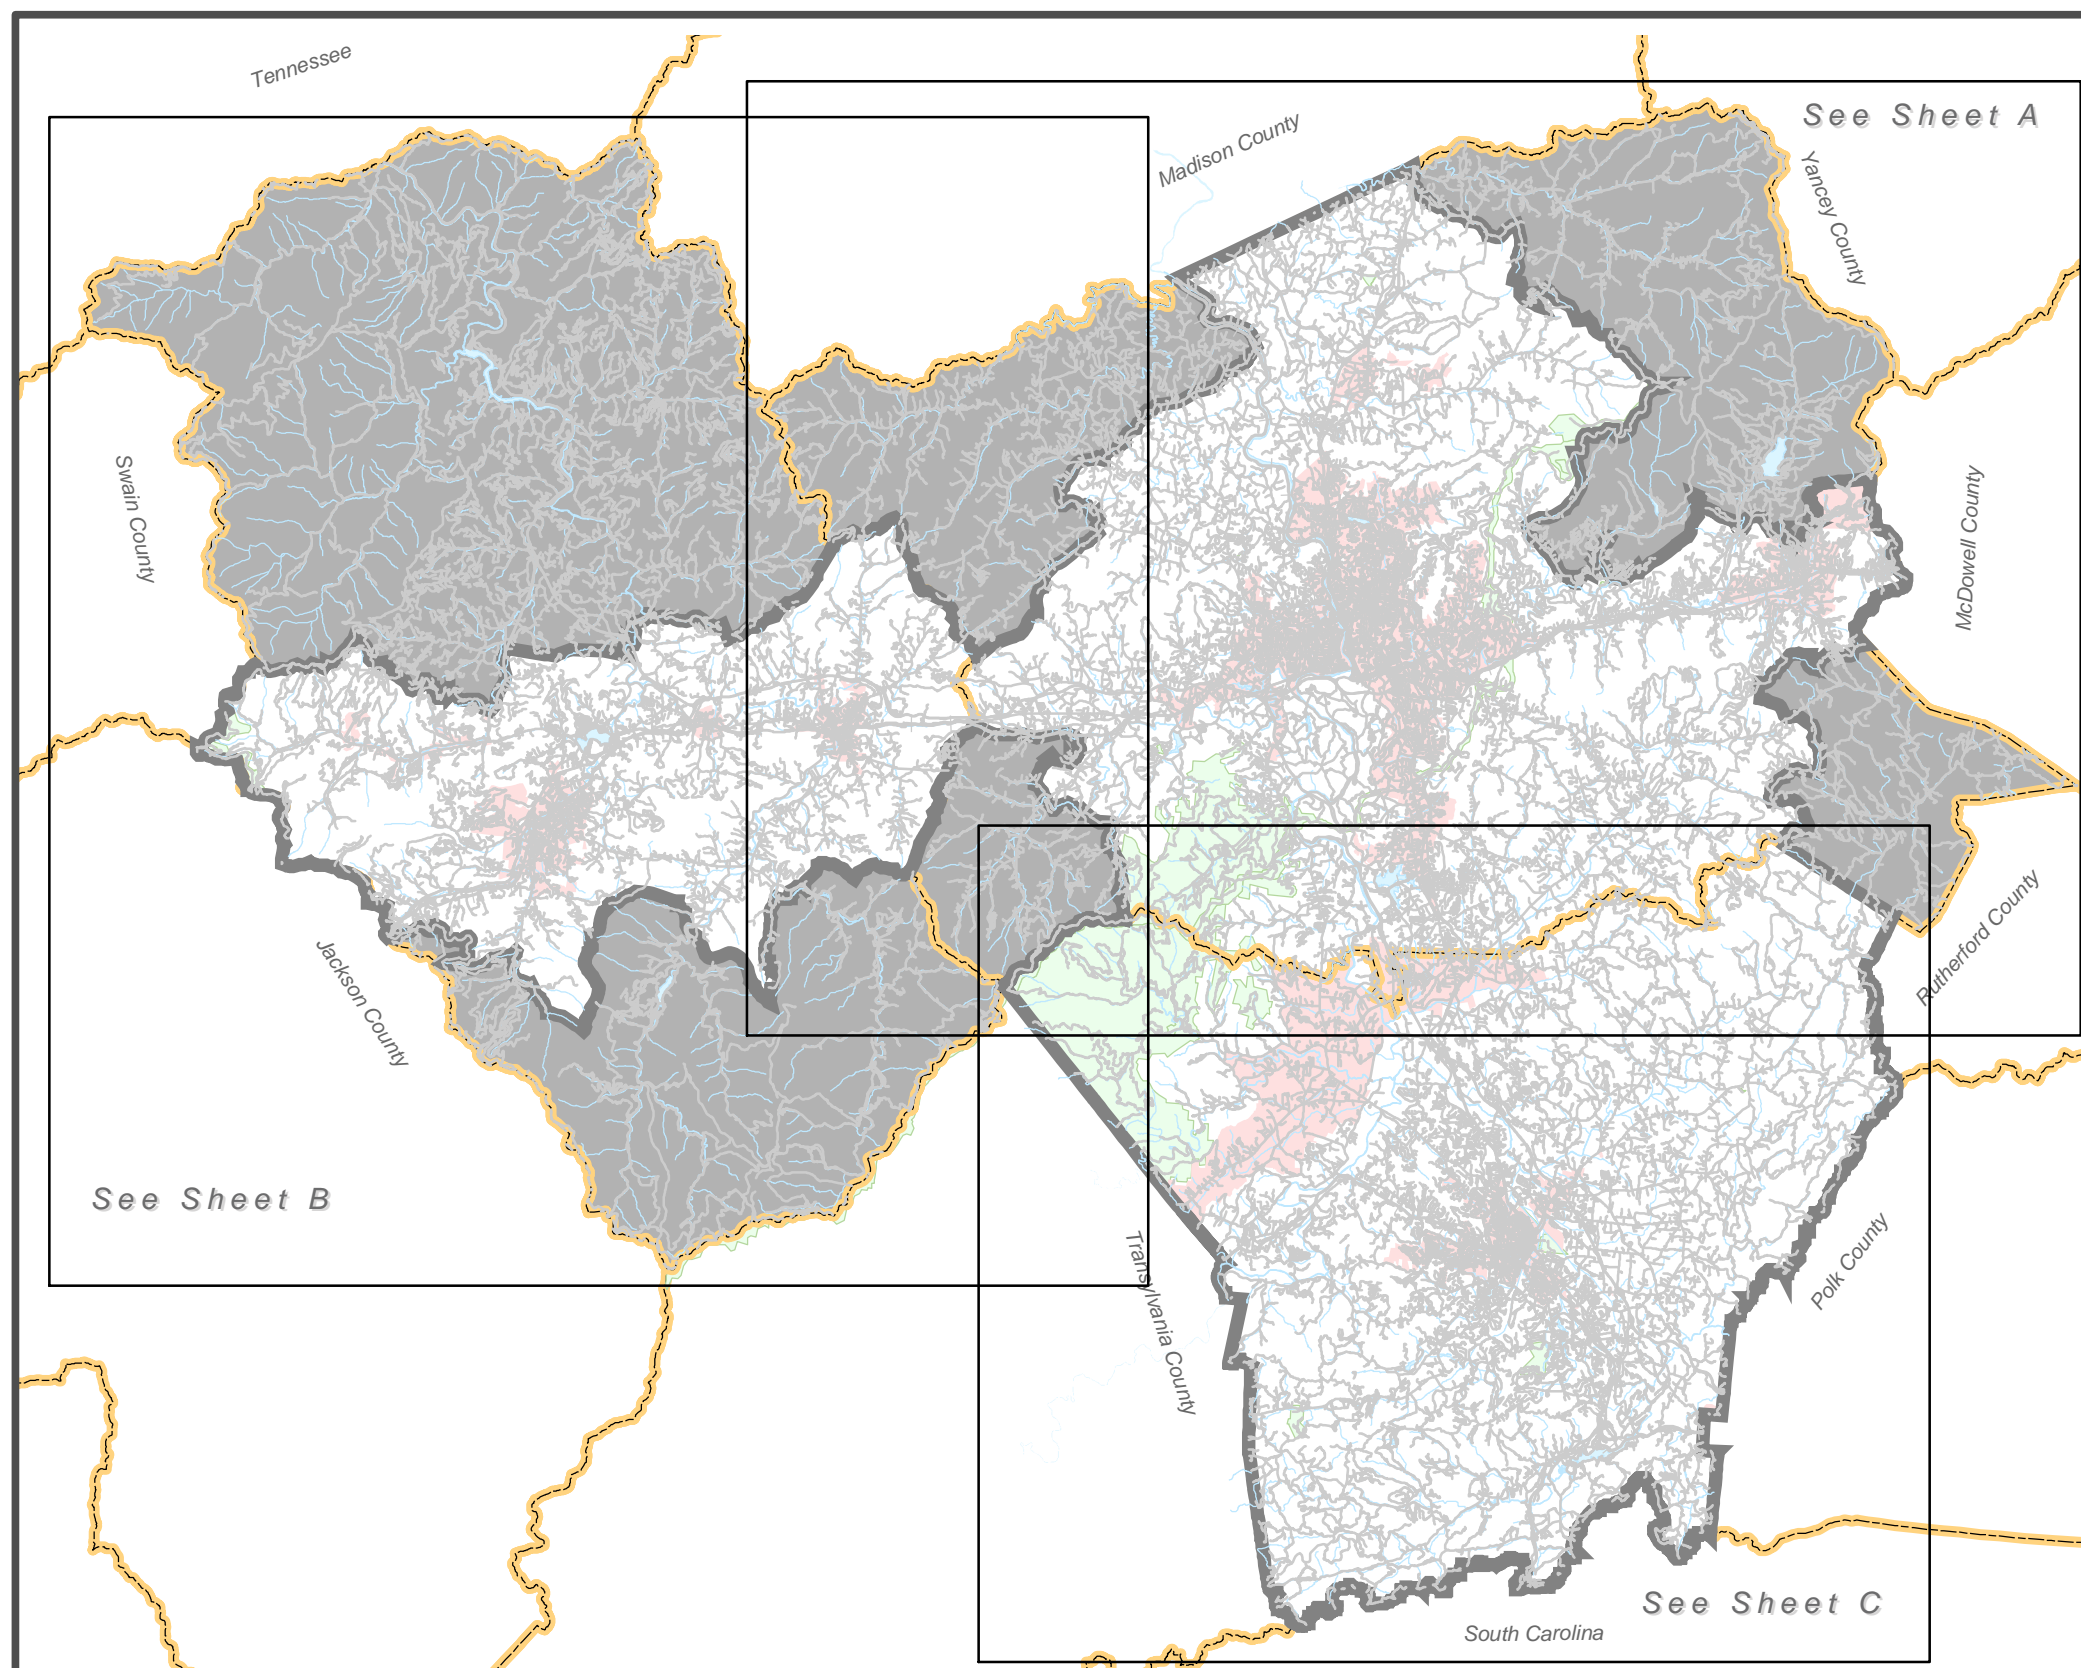 Tennessee
See Sheet A
Madison County
Yancey County
Swain County
McDowell County
Rutherford County
Jackson County
See Sheet B
Polk County
Transylvania County
See Sheet C
South Carolina